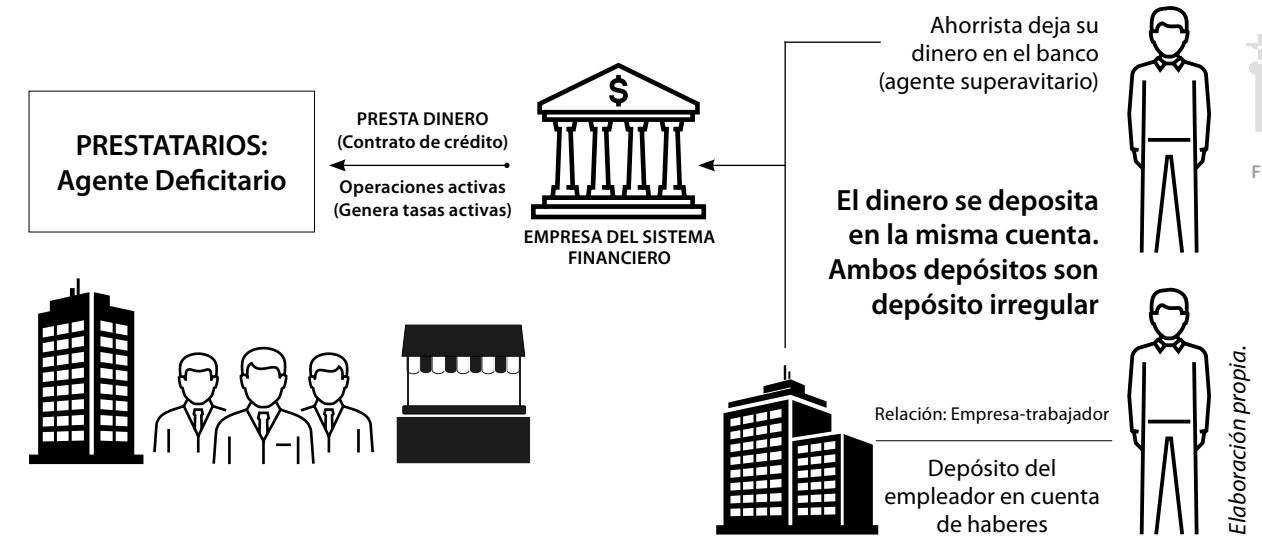 PRESTATARIOS:
Agente Deficitario
PRESTA DINERO
(Contrato de crédito)
Operaciones activas
(Genera tasas activas)
$
EMPRESA DEL SISTEMA
FINANCIERO
Ahorrista deja su
dinero en el banco
(agente superavitario)
El dinero se deposita
en la misma cuenta.
Ambos depósitos son
depósito irregular
Relación: Empresa-trabajador
Depósito del
empleador en cuenta
de haberes
Elaboración propia.